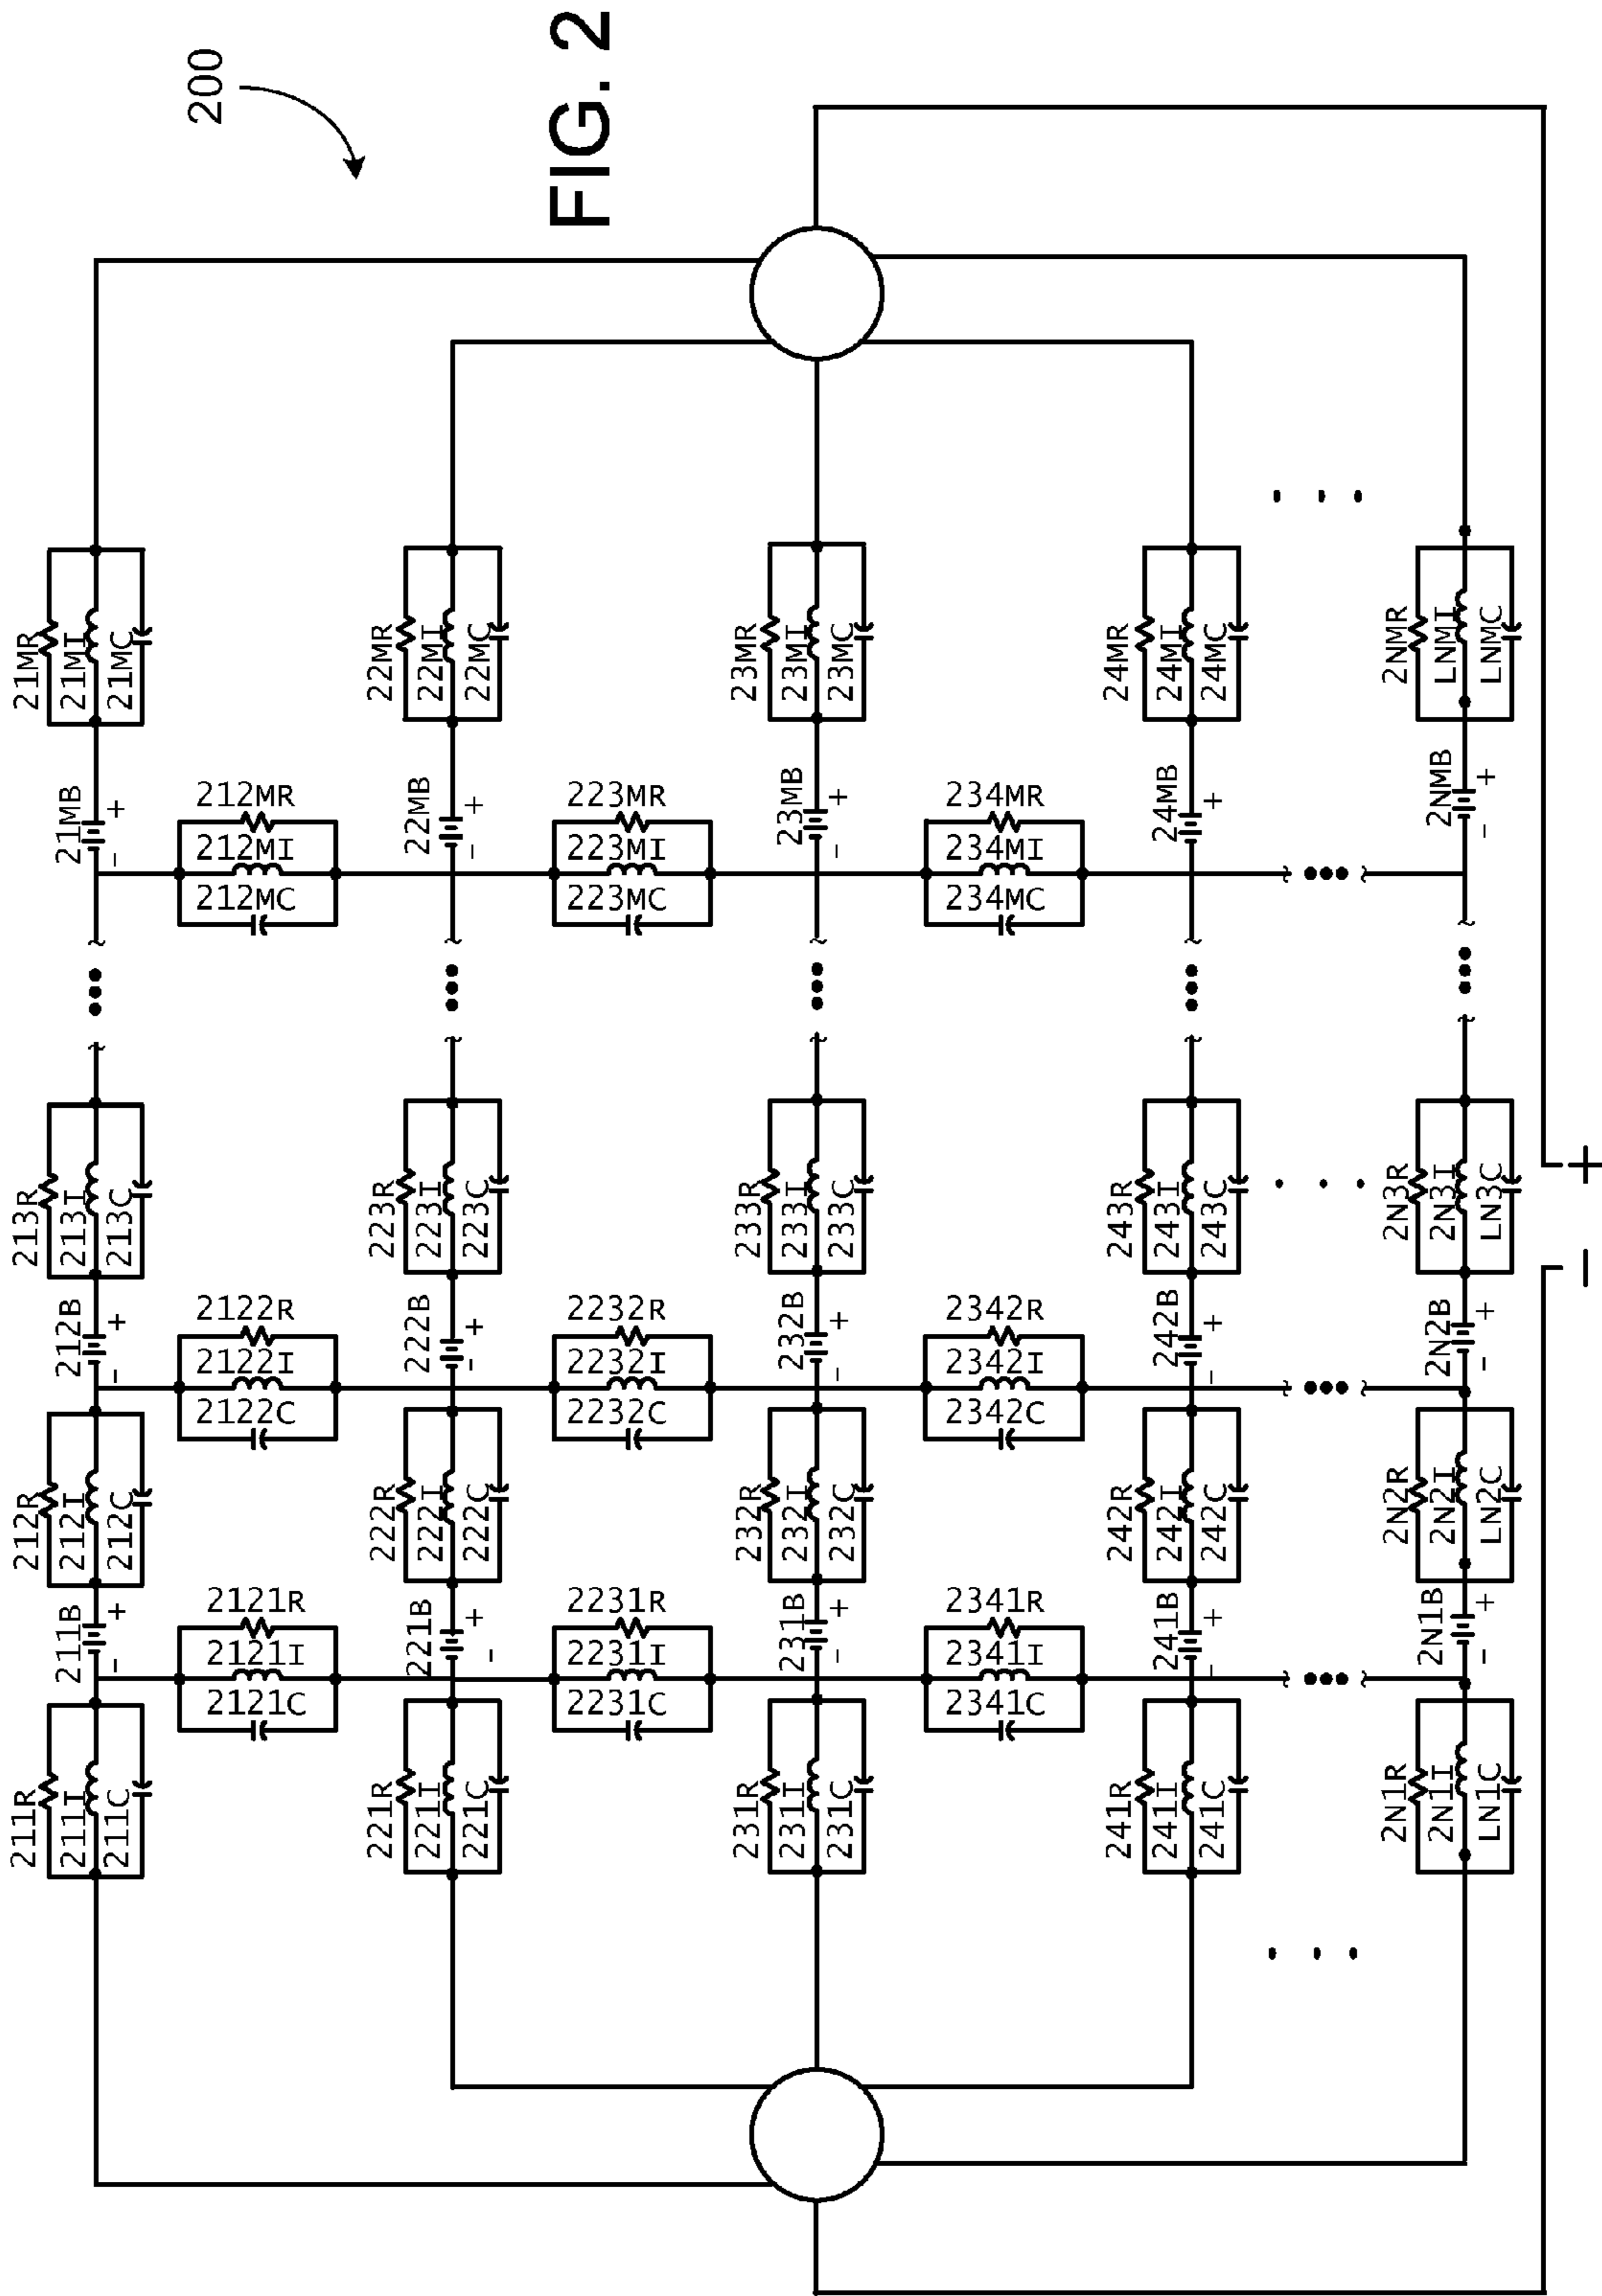 200
FIG. 2
21MR
21MI
21MC
22MR
22MI
22MC
23MR
23MI
23MC
24MR
24MI
24MC
2NMR
LNMI
LNMC
21MB
- +
22MB
- +
23MB
- +
24MB
+
2NMB
- +
212MR
212MI
212MC
223MR
223MI
223MC
234MR
234MI
234MC
213R
213I
213C
223R
223I
223C
233R
233I
233C
243R
243I
243C
2N3R
2N3I
LN3C
212B
- +
222B
- +
232B
- +
242B
- +
2N2B
- +
2122R
2122I
2122C
2232R
2232I
2232C
2342R
2342I
2342C
212R
212I
212C
222R
222I
222C
232R
232I
232C
242R
242I
242C
2N2R
2N2I
LN2C
211B
- +
221B
- +
231B
- +
241B
- +
2N1B
- +
2121R
2121I
2121C
2231R
2231I
2231C
2341R
2341I
2341C
211R
211I
211C
221R
221I
221C
231R
231I
231C
241R
241I
241C
2N1R
2N1I
LN1C
- +